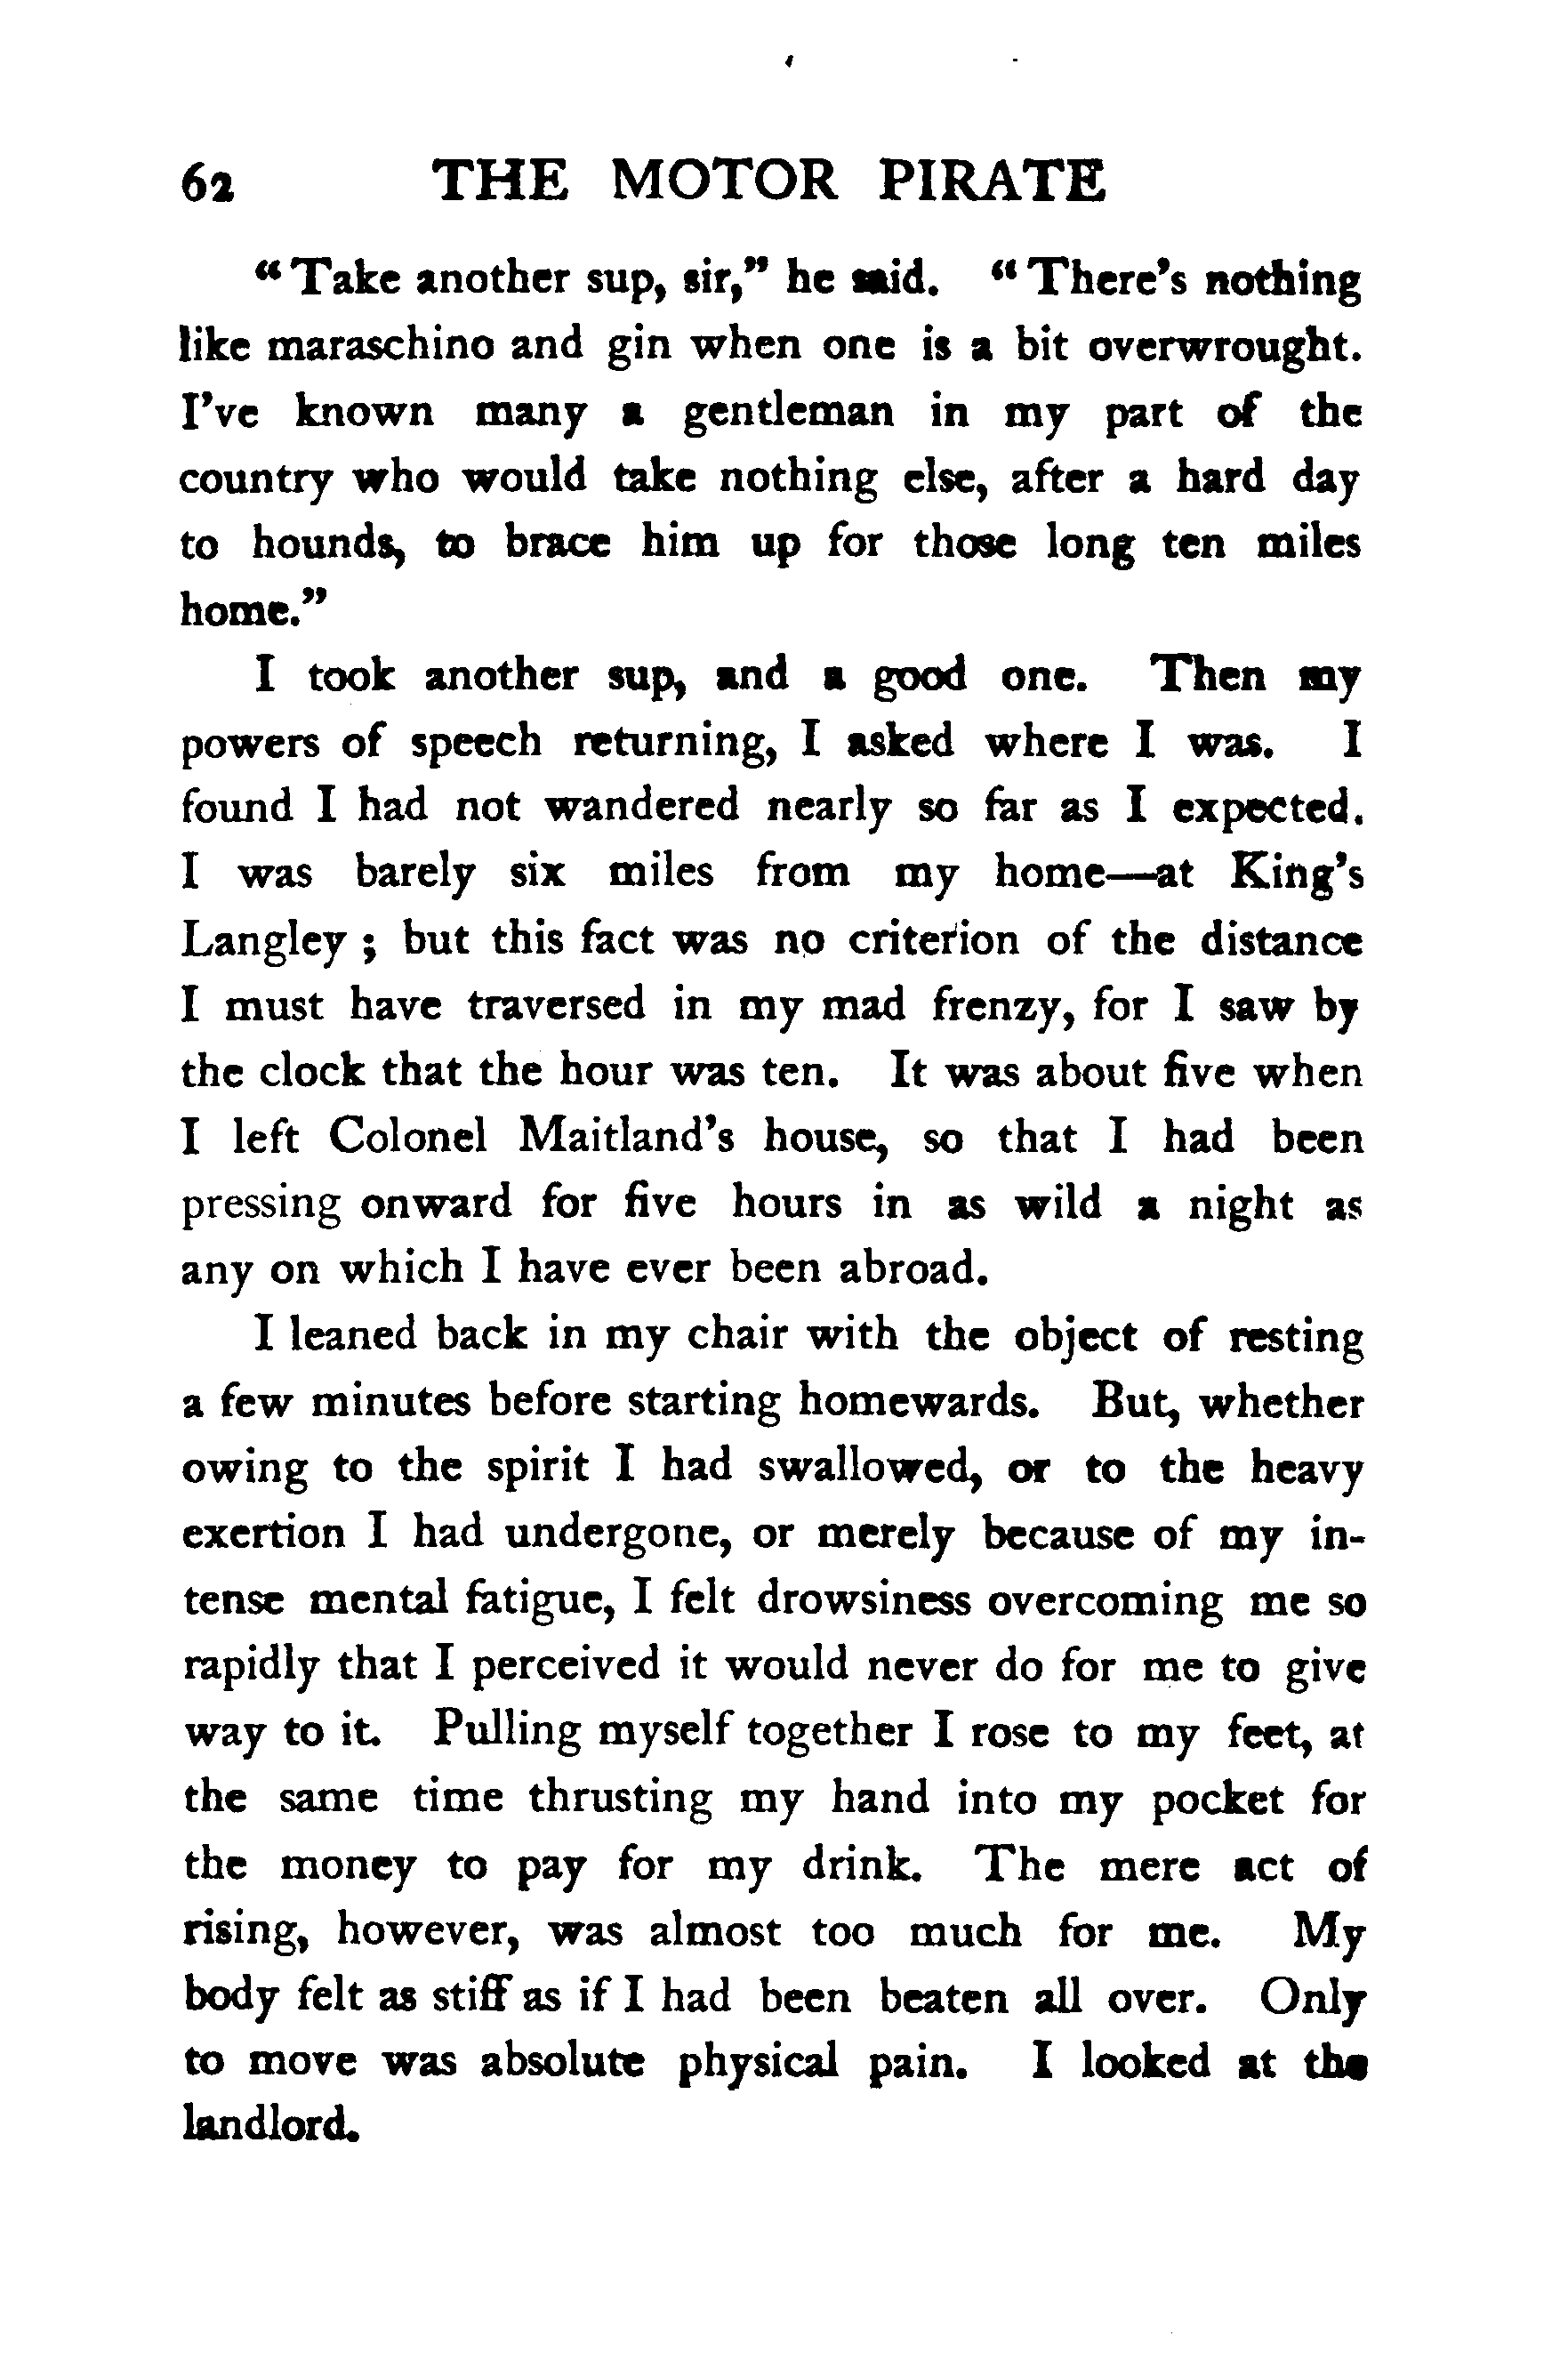 62 THE MOTOR PIRATE
“Take another sup, sir,” he said. “There’s nothing
like maraschino and gin when one is a bit overwrought.
I’ve known many a gentleman in my part of the
country who would take nothing else, after a hard day
to hounds, to brace him up for those long ten miles
home.”
I took another sup, and a good one. Then my
powers of speech returning, I asked where I was. I
found I had not wandered nearly so far as I expected.
I was barely six miles from my home—at King’s
Langley ; but this fact was no criterion of the distance
I must have traversed in my mad frenzy, for I saw by
the clock that the hour was ten. It was about five when
I left Colonel Maitland’s house, so that I had been
pressing onward for five hours in as wild a night as
any on which I have ever been abroad.
I leaned back in my chair with the object of resting
a few minutes before starting homewards. But, whether
owing to the spirit I had swallowed, or to the heavy
exertion I had undergone, or merely because of my in-
tense mental fatigue, I felt drowsiness overcoming me so
rapidly that I perceived it would never do for me to give
way to it. Pulling myself together I rose to my feet, at
the same time thrusting my hand into my pocket for
the money to pay for my drink. The mere act of
rising, however, was almost too much for me. My
body felt as stiff as if I had been beaten all over. Only
to move was absolute physical pain. I looked at the
landlord.